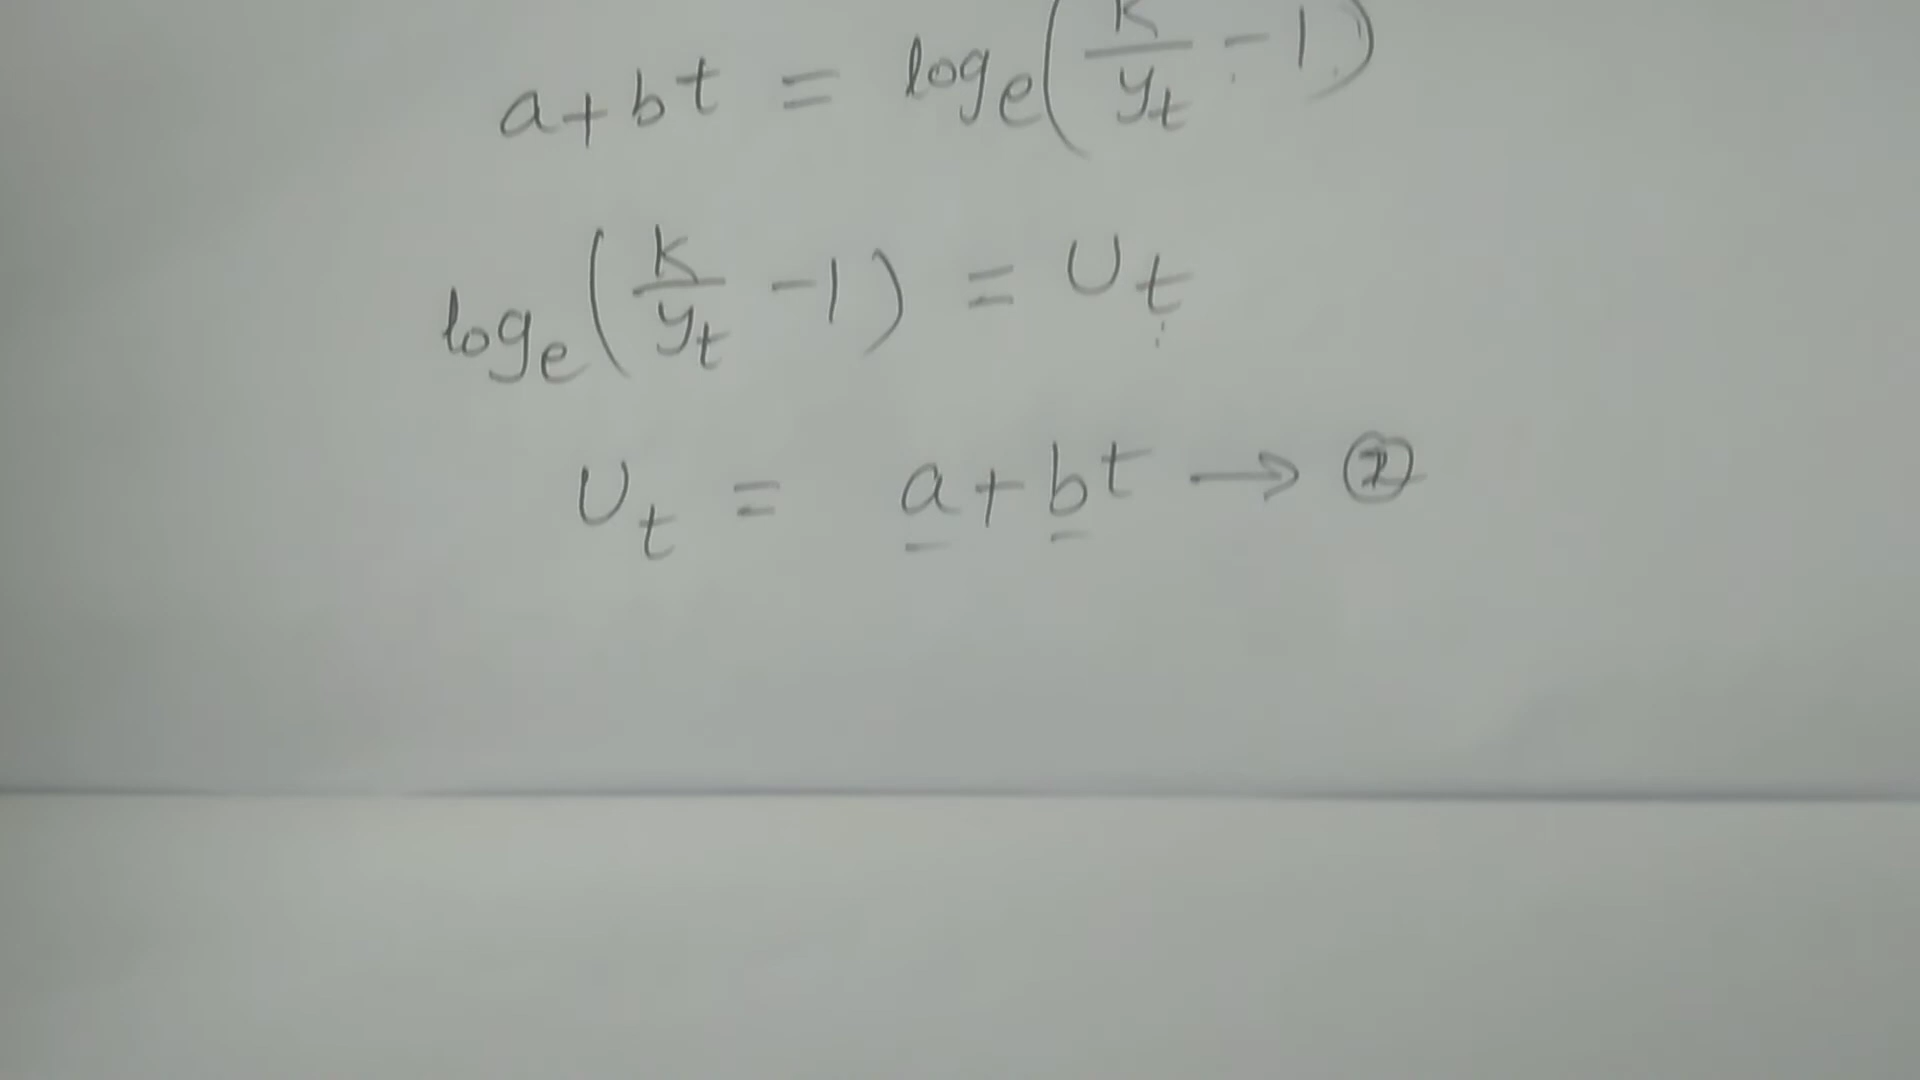 a+bt = logₑ(K/yₜ - 1)
logₑ(K/yₜ - 1) = Uₜ
Uₜ = a+bt → ②